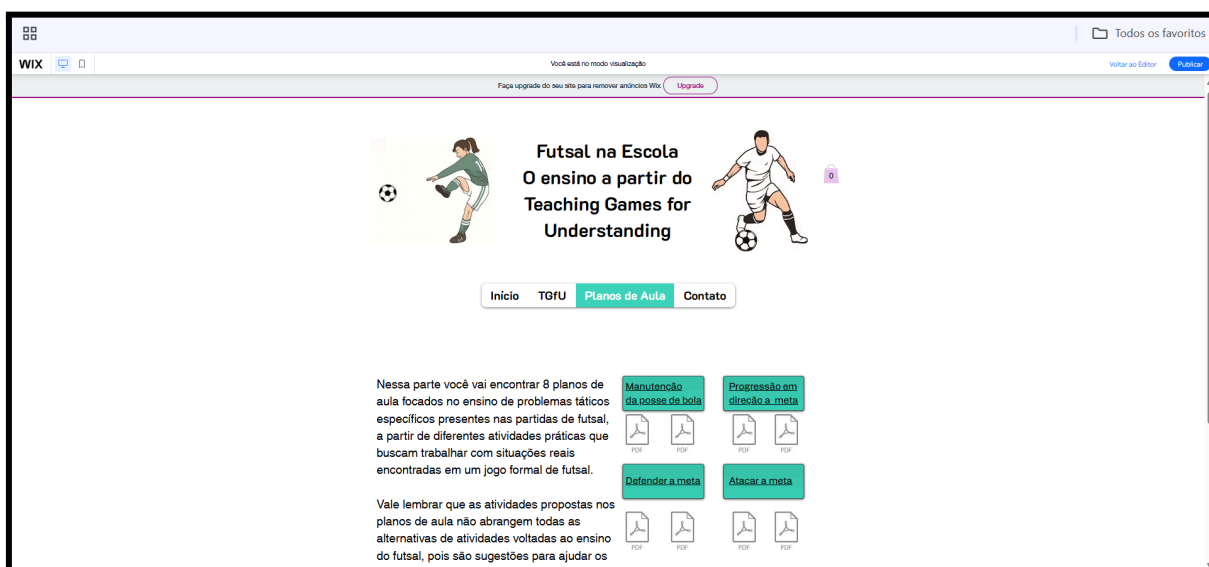 Todos os favoritos
WIX
Você está no modo visualização
Voltar ao Editor
Publicar
Faça upgrade do seu site para remover anúncios Wix
Upgrade
Futsal na Escola
O ensino a partir do
Teaching Games for
Understanding
0
Início TGfU Planos de Aula Contato
Nessa parte você vai encontrar 8 planos de
aula focados no ensino de problemas táticos
específicos presentes nas partidas de futsal,
a partir de diferentes atividades práticas que
buscam trabalhar com situações reais
encontradas em um jogo formal de futsal.
Vale lembrar que as atividades propostas nos
planos de aula não abrangem todas as
alternativas de atividades voltadas ao ensino
do futsal, pois são sugestões para ajudar os
Manutenção
da posse de bola
Progressão em
direção a meta
PDF PDF PDF PDF
Defender a meta
Atacar a meta
PDF PDF PDF PDF